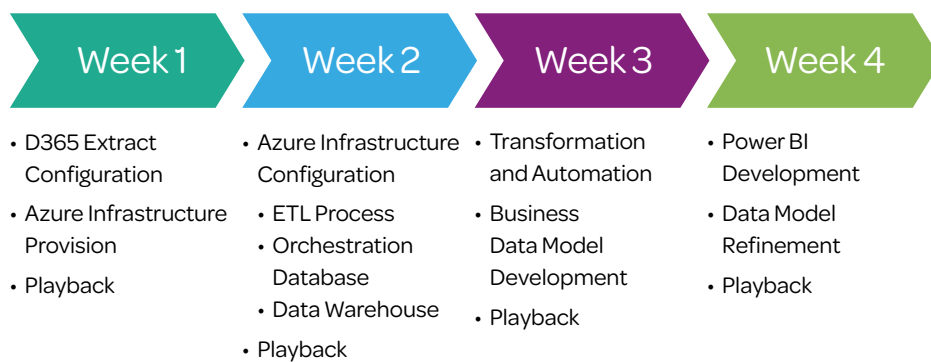 Week 1
Week 2
Week 3
Week 4
• D365 Extract
Configuration
• Azure Infrastructure
Provision
• Playback
• Azure Infrastructure
Configuration
• ETL Process
• Orchestration
Database
• Data Warehouse
• Playback
• Transformation
and Automation
• Business
Data Model
Development
• Playback
• Power BI
Development
• Data Model
Refinement
• Playback